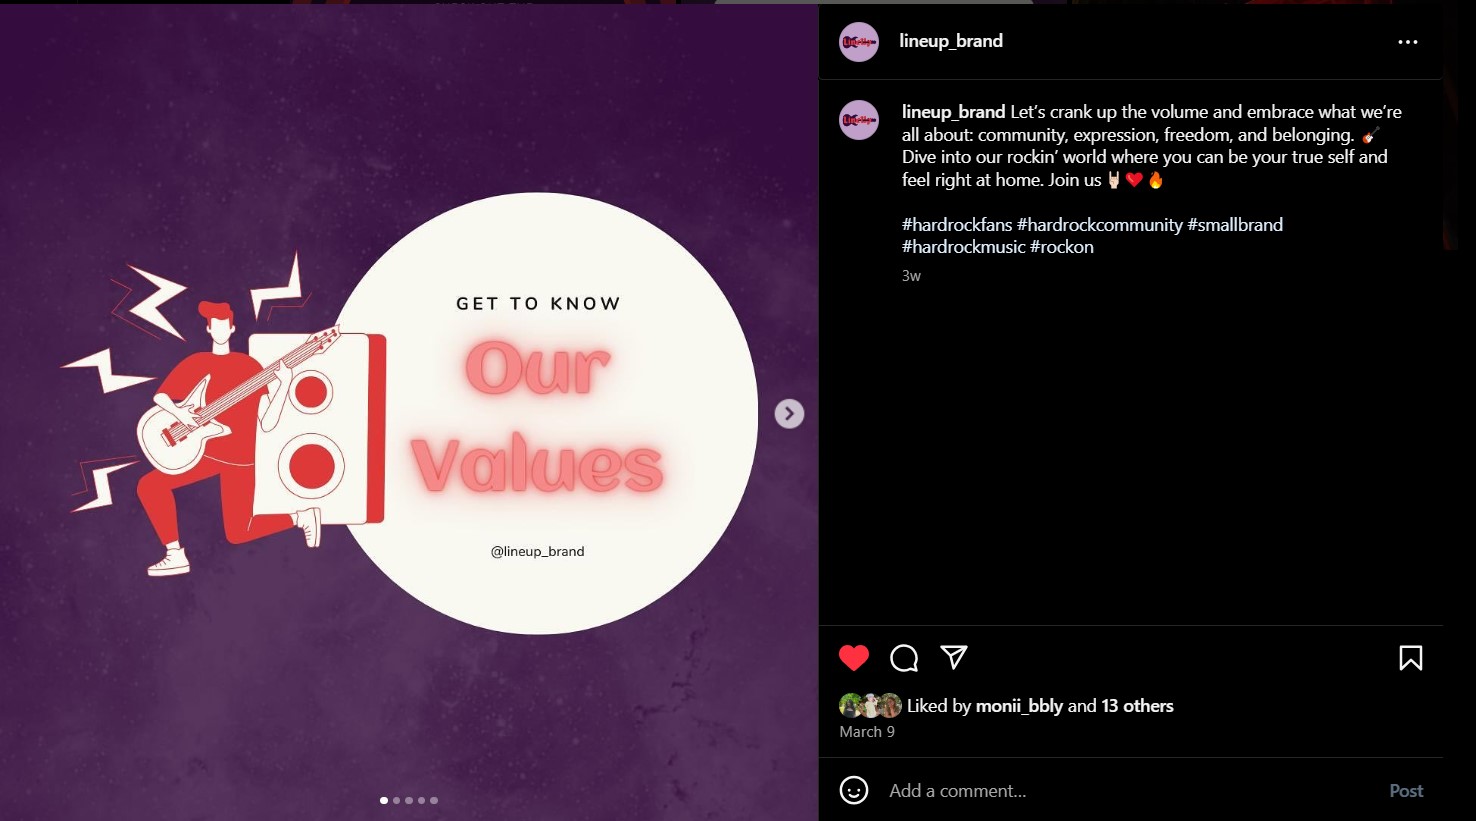 GET TO KNOW
Our
Values
@lineup_brand
lineup_brand
lineup_brand Let’s crank up the volume and embrace what we’re
all about: community, expression, freedom, and belonging. 🎸
Dive into our rockin’ world where you can be your true self and
feel right at home. Join us 🤘🏻❤️🔥
#hardrockfans #hardrockcommunity #smallbrand
#hardrockmusic #rockon
3w
Liked by monii_bbly and 13 others
March 9
Add a comment...
Post